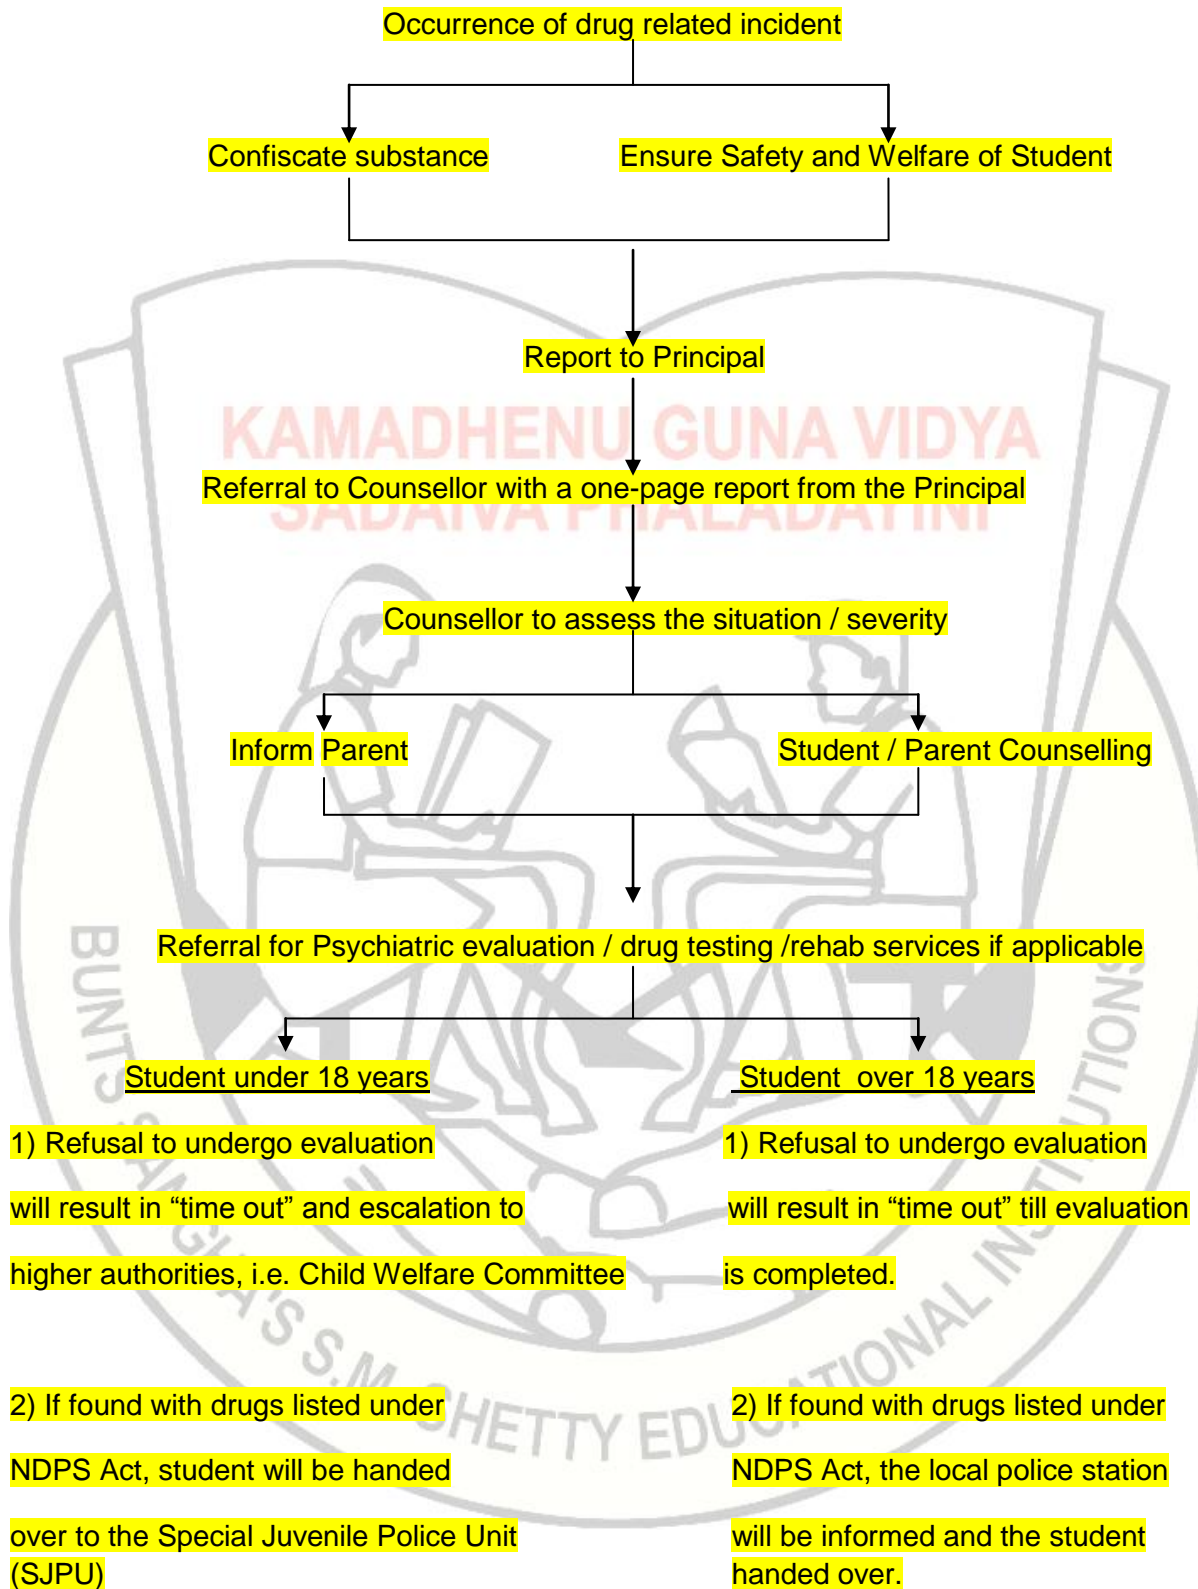 Occurrence of drug related incident
Confiscate substance
Ensure Safety and Welfare of Student
Report to Principal
KAMADHENU GUNA VIDYA
Referral to Counsellor with a one-page report from the Principal
SADAIVA PHALADAYINI
Counsellor to assess the situation / severity
Inform Parent
Student / Parent Counselling
Referral for Psychiatric evaluation / drug testing /rehab services if applicable
Student under 18 years
1) Refusal to undergo evaluation
will result in “time out” and escalation to
higher authorities, i.e. Child Welfare Committee
2) If found with drugs listed under
NDPS Act, student will be handed
over to the Special Juvenile Police Unit
(SJPU)
Student over 18 years
1) Refusal to undergo evaluation
will result in “time out” till evaluation
is completed.
2) If found with drugs listed under
NDPS Act, the local police station
will be informed and the student
handed over.
BUNTS SANGHA'S S.M. SHETTY EDUCATIONAL INSTITUTIONS